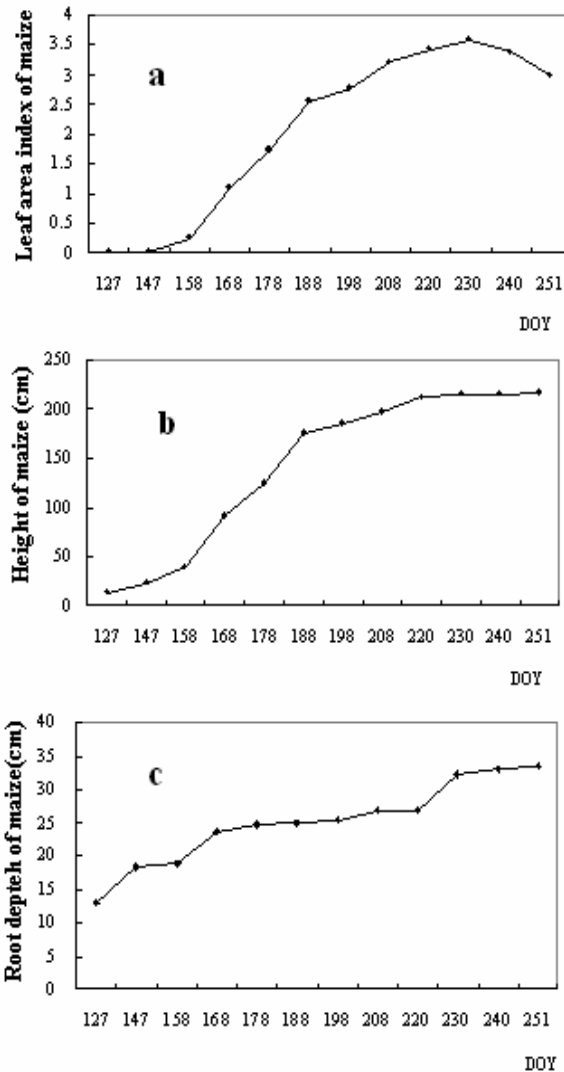 Leaf area index of maize
4
3.5
3
2.5
2
1.5
1
0.5
0
a
127 147 158 168 178 188 198 208 220 230 240 251
DOY
Height of maize (cm)
250
200
150
100
50
0
b
127 147 158 168 178 188 198 208 220 230 240 251
DOY
Root depteh of maize(cm)
40
35
30
25
20
15
10
5
0
c
127 147 158 168 178 188 198 208 220 230 240 251
DOY